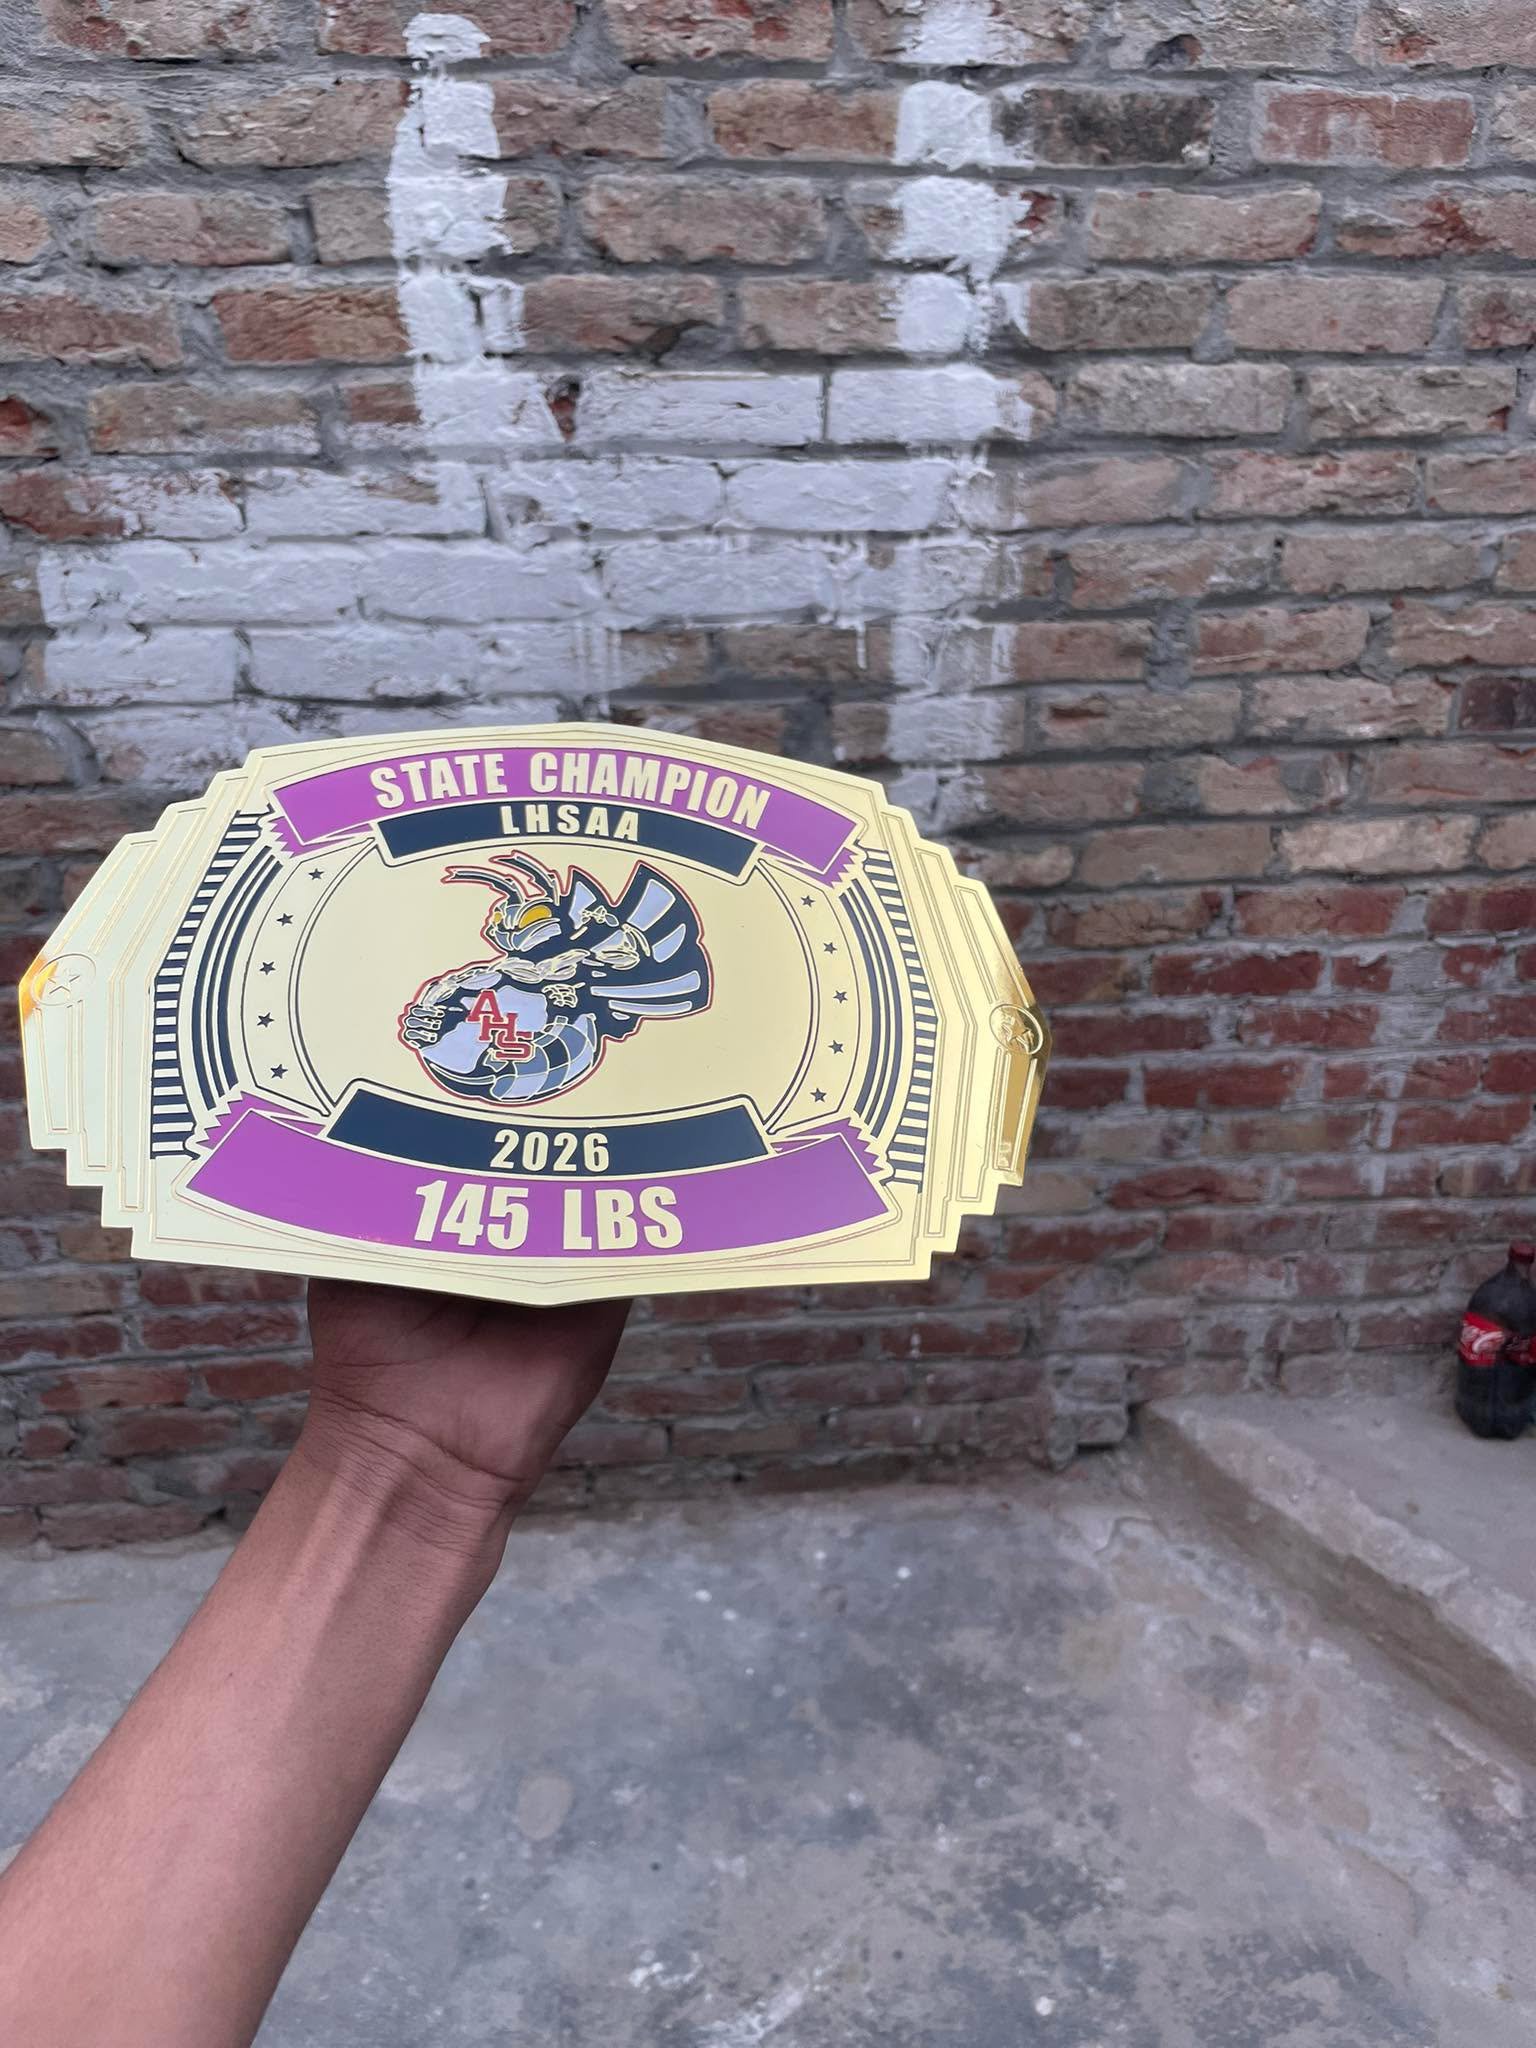 STATE CHAMPION
LHSAA
AHS
2026
145 LBS